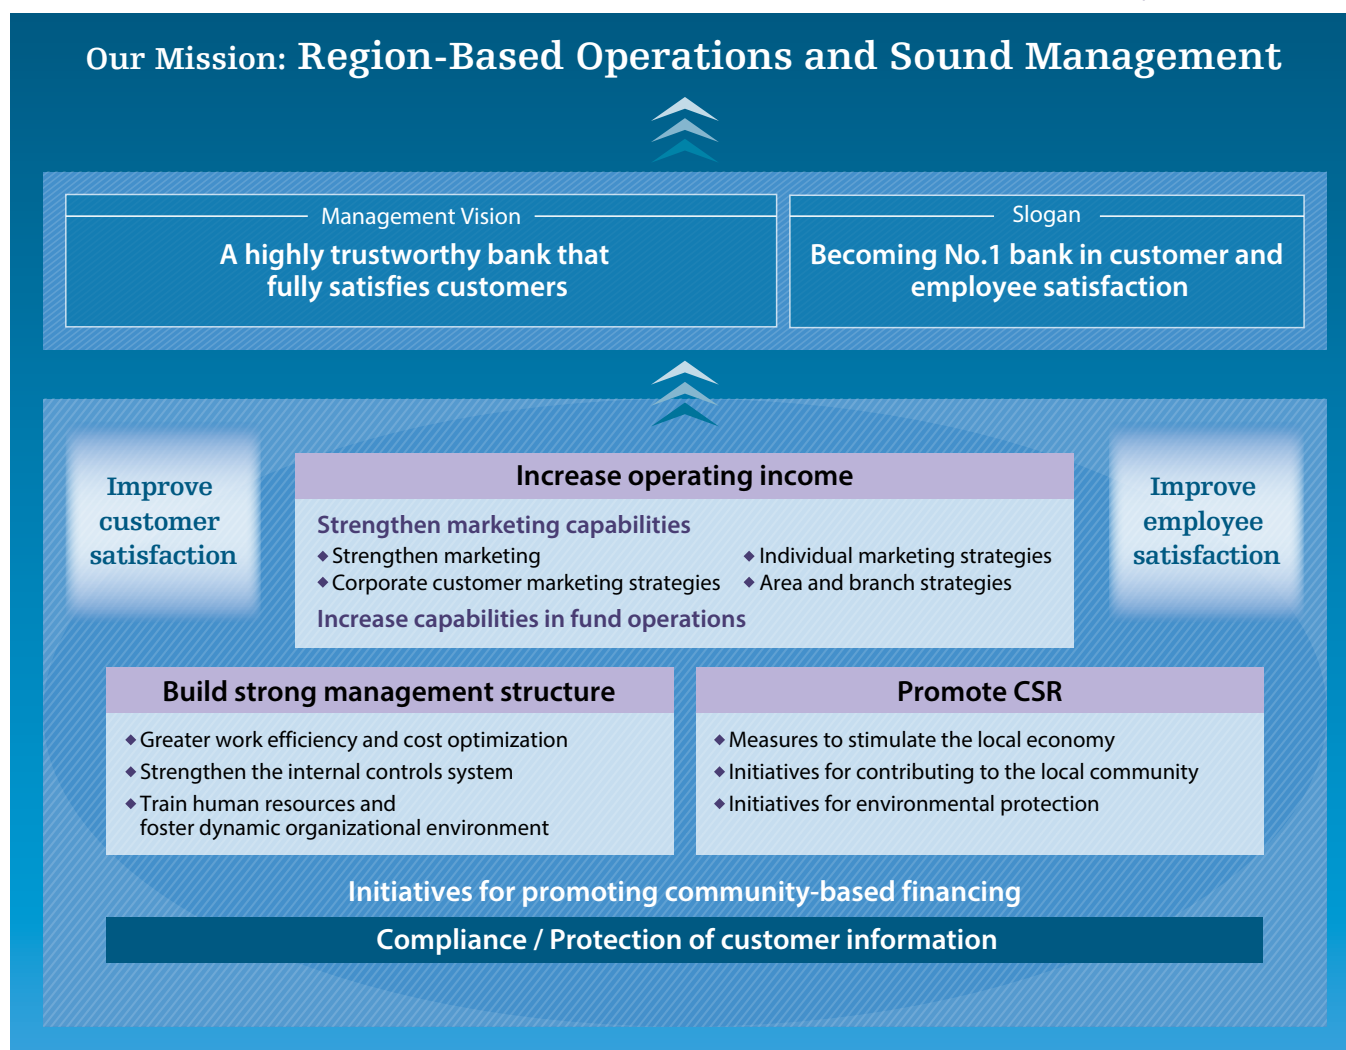 Our Mission: Region-Based Operations and Sound Management
Management Vision
A highly trustworthy bank that
fully satisfies customers
Slogan
Becoming No.1 bank in customer and
employee satisfaction
Improve
customer
satisfaction
Increase operating income
Strengthen marketing capabilities
◆ Strengthen marketing
◆ Corporate customer marketing strategies
◆ Individual marketing strategies
◆ Area and branch strategies
Increase capabilities in fund operations
Improve
employee
satisfaction
Build strong management structure
◆ Greater work efficiency and cost optimization
◆ Strengthen the internal controls system
◆ Train human resources and
foster dynamic organizational environment
Promote CSR
◆ Measures to stimulate the local economy
◆ Initiatives for contributing to the local community
◆ Initiatives for environmental protection
Initiatives for promoting community-based financing
Compliance / Protection of customer information